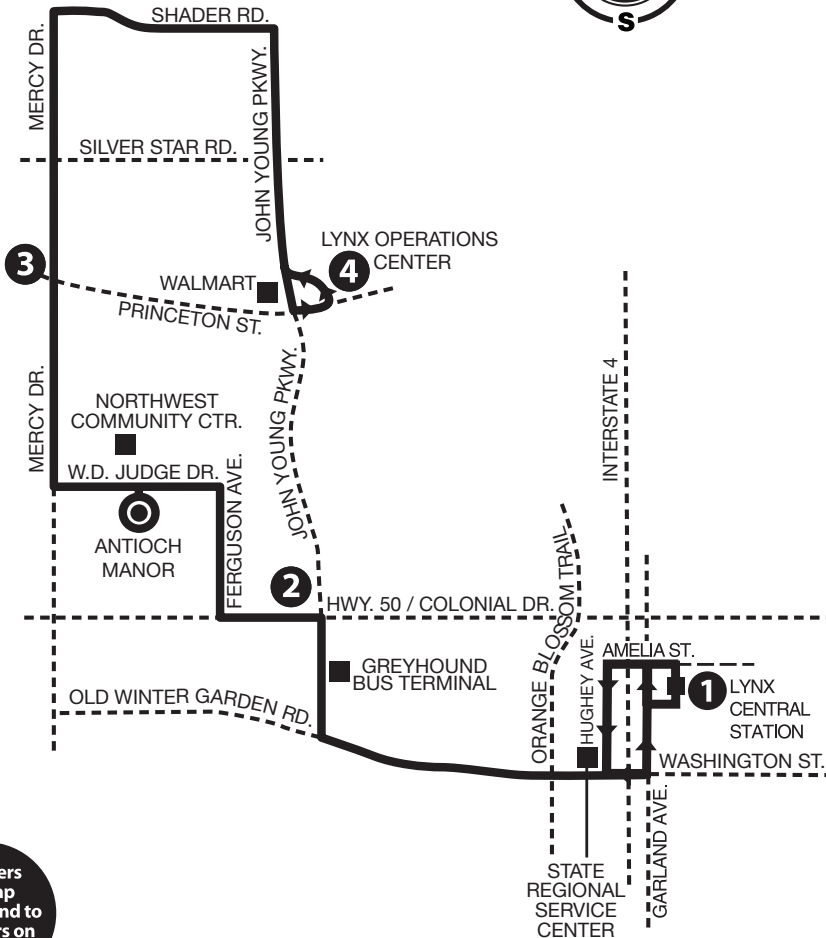 S
SHADER RD.
MERCY DR.
JOHN YOUNG PKWY.
SILVER STAR RD.
3
LYNX OPERATIONS
CENTER
4
WALMART
PRINCETON ST.
INTERSTATE 4
MERCY DR.
NORTHWEST
COMMUNITY CTR.
JOHN YOUNG PKWY.
W.D. JUDGE DR.
FERGUSON AVE.
ANTIOCH
MANOR
2
HWY. 50 / COLONIAL DR.
ORANGE BLOSSOM TRAIL
HUGHEY AVE.
AMELIA ST.
GREYHOUND
BUS TERMINAL
1
LYNX
CENTRAL
STATION
OLD WINTER GARDEN RD.
WASHINGTON ST.
GARLAND AVE.
STATE
REGIONAL
SERVICE
CENTER